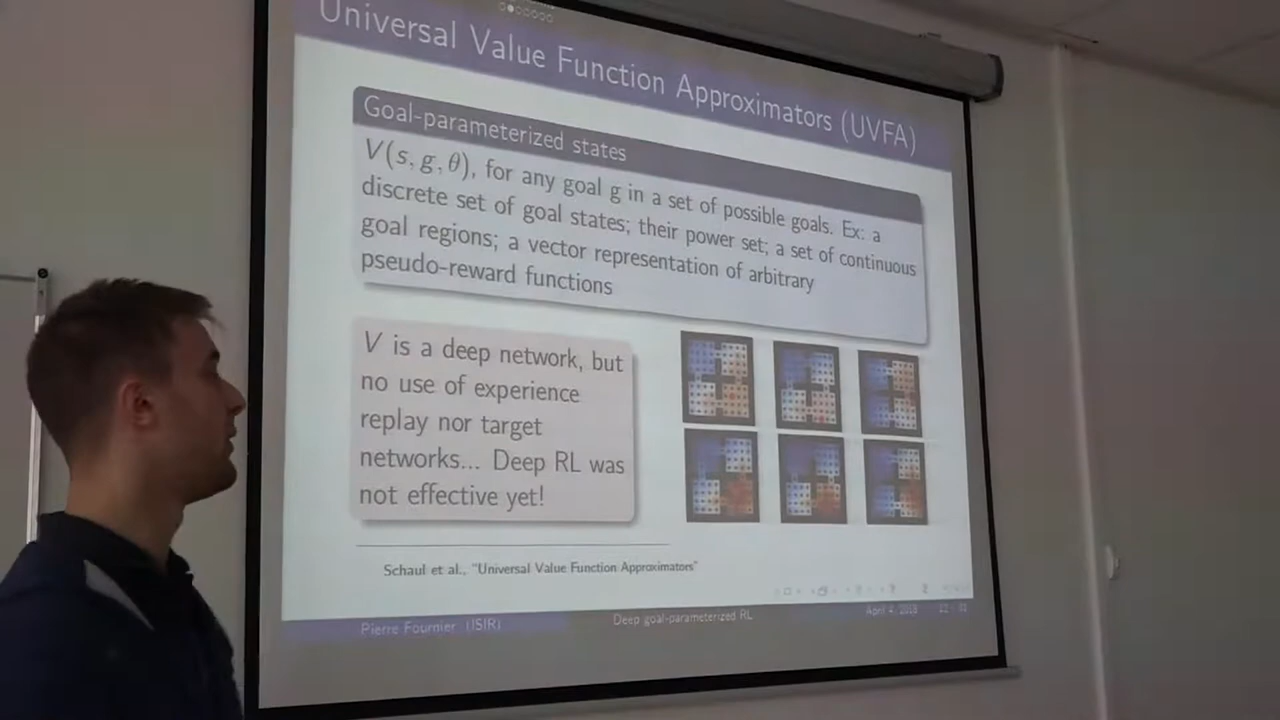 Universal Value Function Approximators (UVFA)
Goal-parameterized states
V(s, g, θ), for any goal g in a set of possible goals. Ex: a
discrete set of goal states; their power set; a set of continuous
goal regions; a vector representation of arbitrary
pseudo-reward functions
V is a deep network, but
no use of experience
replay nor target
networks... Deep RL was
not effective yet!
Schaul et al., "Universal Value Function Approximators"
Pierre Fournier (ISIR)
Deep goal-parameterized RL
April 4, 2018